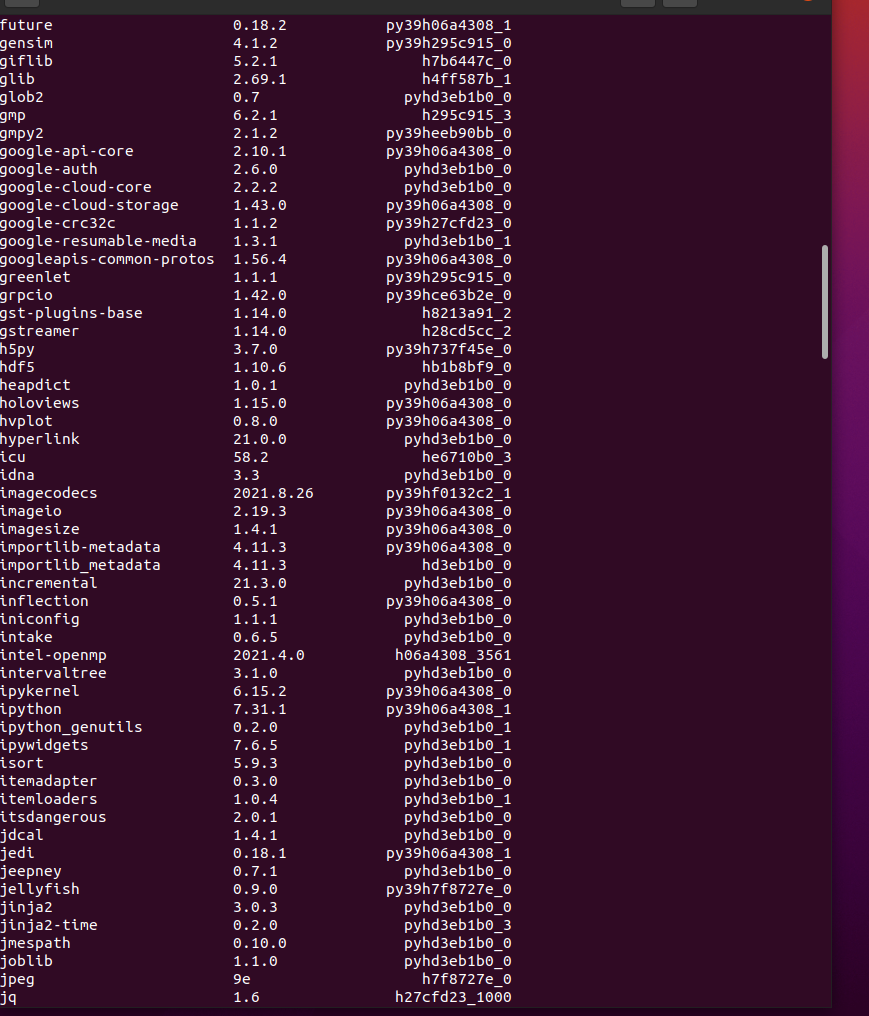 future 0.18.2 py39h06a4308_1
gensim 4.1.2 py39h295c915_0
giflib 5.2.1 h7b6447c_0
glib 2.69.1 h4ff587b_1
glob2 0.7 pyhd3eb1b0_0
gmp 6.2.1 h295c915_3
gmpy2 2.1.2 py39heeb90bb_0
google-api-core 2.10.1 py39h06a4308_0
google-auth 2.6.0 pyhd3eb1b0_0
google-cloud-core 2.2.2 pyhd3eb1b0_0
google-cloud-storage 1.43.0 py39h06a4308_0
google-crc32c 1.1.2 py39h27cfd23_0
google-resumable-media 1.3.1 pyhd3eb1b0_1
googleapis-common-protos 1.56.4 py39h06a4308_0
greenlet 1.1.1 py39h295c915_0
grpcio 1.42.0 py39hce63b2e_0
gst-plugins-base 1.14.0 h8213a91_2
gstreamer 1.14.0 h28cd5cc_2
h5py 3.7.0 py39h737f45e_0
hdf5 1.10.6 hb1b8bf9_0
heapdict 1.0.1 pyhd3eb1b0_0
holoviews 1.15.0 py39h06a4308_0
hvplot 0.8.0 py39h06a4308_0
hyperlink 21.0.0 pyhd3eb1b0_0
icu 58.2 he6710b0_3
idna 3.3 pyhd3eb1b0_0
imagecodecs 2021.8.26 py39hf0132c2_1
imageio 2.19.3 py39h06a4308_0
imagesize 1.4.1 py39h06a4308_0
importlib-metadata 4.11.3 py39h06a4308_0
importlib_metadata 4.11.3 hd3eb1b0_0
incremental 21.3.0 pyhd3eb1b0_0
inflection 0.5.1 py39h06a4308_0
iniconfig 1.1.1 pyhd3eb1b0_0
intake 0.6.5 pyhd3eb1b0_0
intel-openmp 2021.4.0 h06a4308_3561
intervaltree 3.1.0 pyhd3eb1b0_0
ipykernel 6.15.2 py39h06a4308_0
ipython 7.31.1 py39h06a4308_1
ipython_genutils 0.2.0 pyhd3eb1b0_1
ipywidgets 7.6.5 pyhd3eb1b0_1
isort 5.9.3 pyhd3eb1b0_0
itemadapter 0.3.0 pyhd3eb1b0_0
itemloaders 1.0.4 pyhd3eb1b0_1
itsdangerous 2.0.1 pyhd3eb1b0_0
jdcal 1.4.1 pyhd3eb1b0_0
jedi 0.18.1 py39h06a4308_1
jeepney 0.7.1 pyhd3eb1b0_0
jellyfish 0.9.0 py39h7f8727e_0
jinja2 3.0.3 pyhd3eb1b0_0
jinja2-time 0.2.0 pyhd3eb1b0_3
jmespath 0.10.0 pyhd3eb1b0_0
joblib 1.1.0 pyhd3eb1b0_0
jpeg 9e h7f8727e_0
jq 1.6 h27cfd23_1000